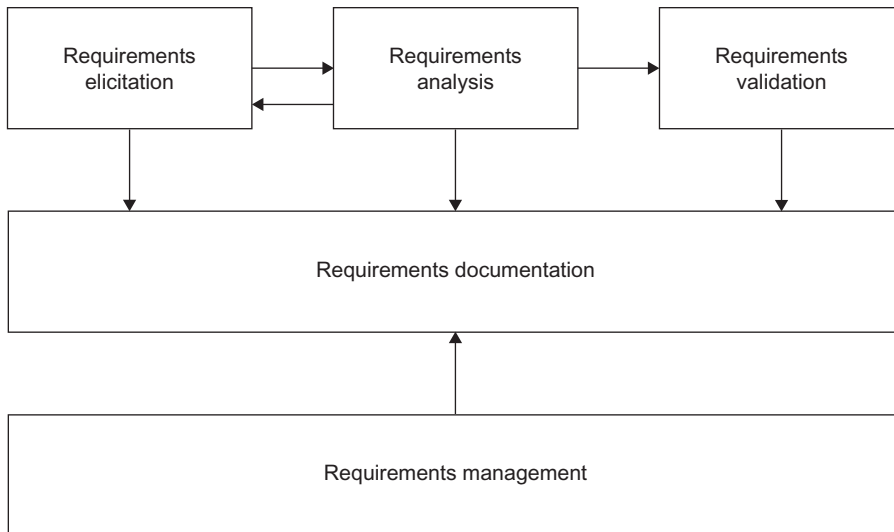 Requirements
elicitation
Requirements
analysis
Requirements
validation
Requirements documentation
Requirements management